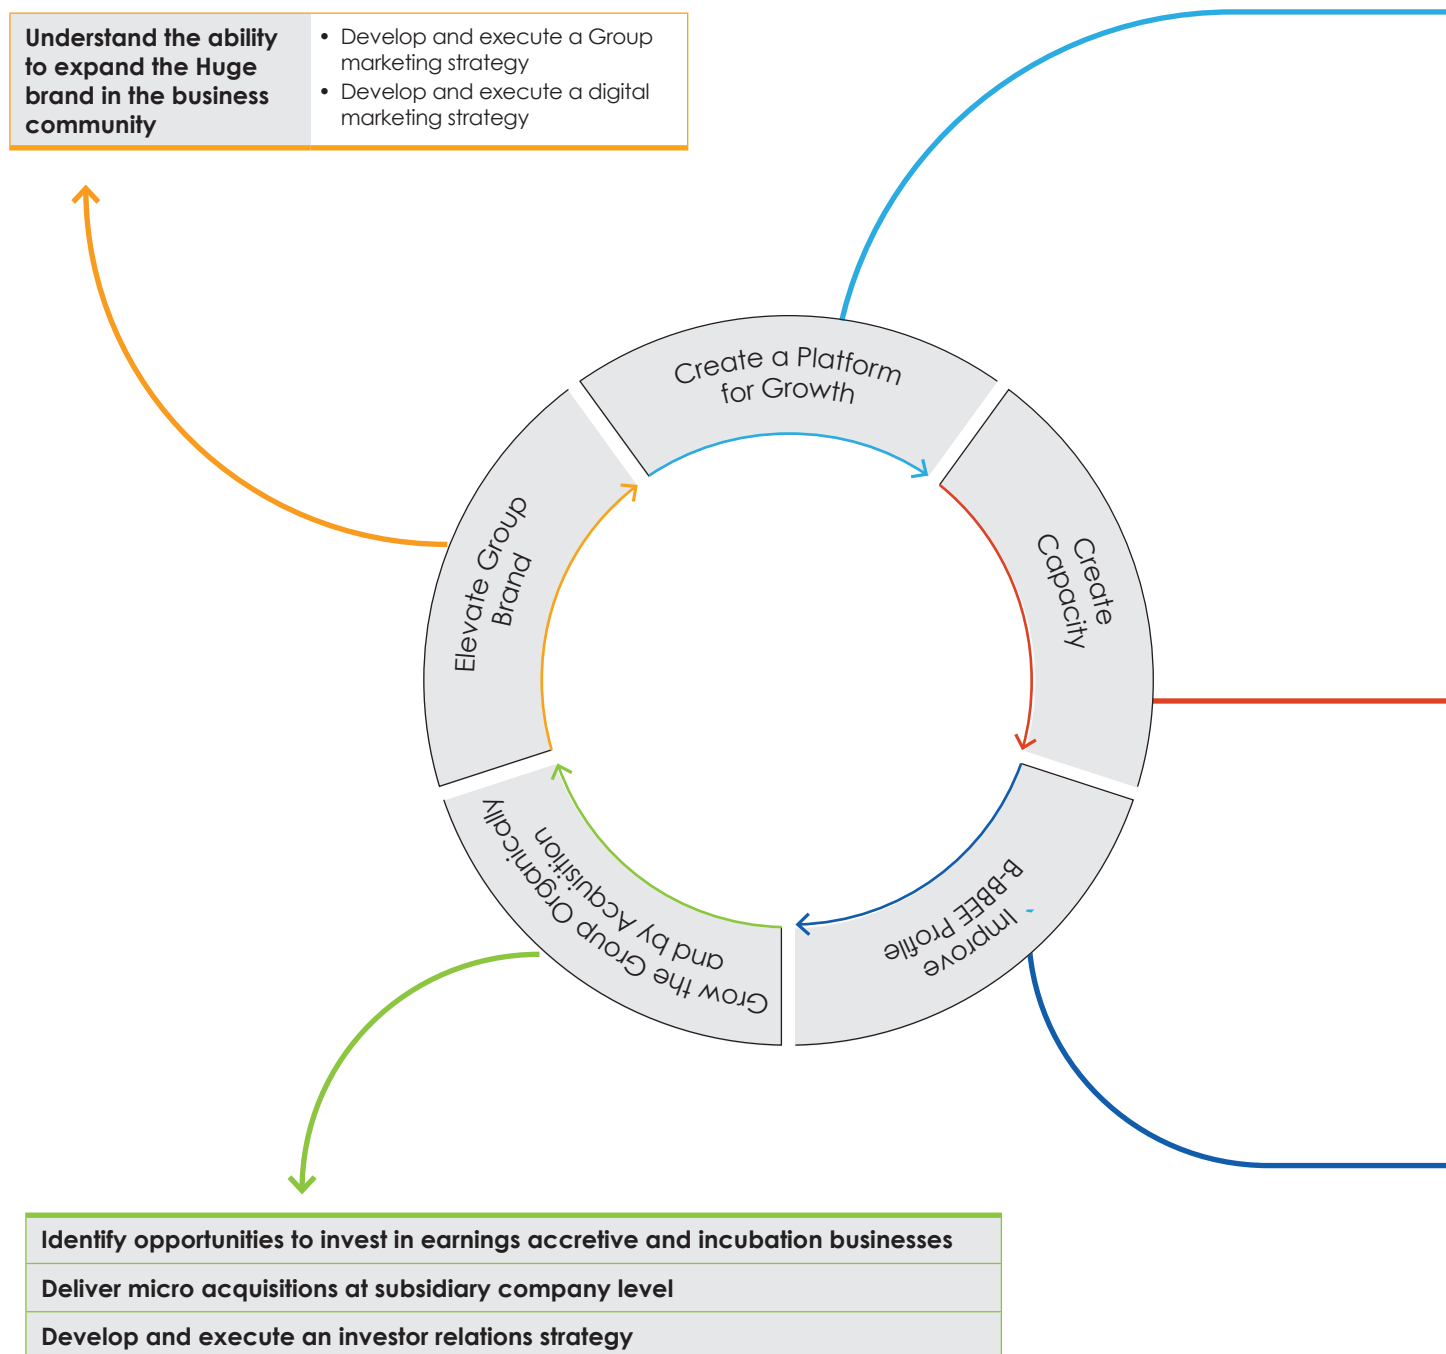 Understand the ability
to expand the Huge
brand in the business
community
• Develop and execute a Group
marketing strategy
• Develop and execute a digital
marketing strategy
Create a Platform
for Growth
Create
Capacity
Improve
B-BBEE Profile
Grow the Group Organically
and by Acquisition
Elevate Group
Brand
Identify opportunities to invest in earnings accretive and incubation businesses
Deliver micro acquisitions at subsidiary company level
Develop and execute an investor relations strategy